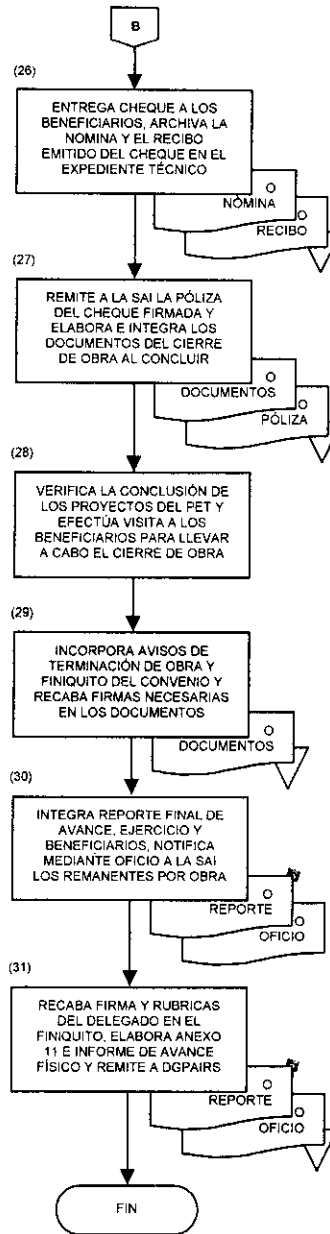 B
(26)
ENTREGA CHEQUE A LOS
BENEFICIARIOS, ARCHIVA LA
NOMINA Y EL RECIBO
EMITIDO DEL CHEQUE EN EL
EXPEDIENTE TÉCNICO
O
NÓMINA
O
RECIBO
(27)
REMITE A LA SAI LA PÓLIZA
DEL CHEQUE FIRMADA Y
ELABORA E INTEGRA LOS
DOCUMENTOS DEL CIERRE
DE OBRA AL CONCLUIR
O
DOCUMENTOS
O
PÓLIZA
(28)
VERIFICA LA CONCLUSIÓN DE
LOS PROYECTOS DEL PET Y
EFECTÚA VISITA A LOS
BENEFICIARIOS PARA LLEVAR
A CABO EL CIERRE DE OBRA
(29)
INCORPORA AVISOS DE
TERMINACIÓN DE OBRA Y
FINIQUITO DEL CONVENIO Y
RECABA FIRMAS NECESARIAS
EN LOS DOCUMENTOS
O
DOCUMENTOS
(30)
INTEGRA REPORTE FINAL DE
AVANCE, EJERCICIO Y
BENEFICIARIOS, NOTIFICA
MEDIANTE OFICIO A LA SAI
LOS REMANENTES POR OBRA
O
REPORTE
O
OFICIO
(31)
RECABA FIRMA Y RUBRICAS
DEL DELEGADO EN EL
FINIQUITO, ELABORA ANEXO
11 E INFORME DE AVANCE
FÍSICO Y REMITE A DGPAIRS
O
REPORTE
O
OFICIO
FIN